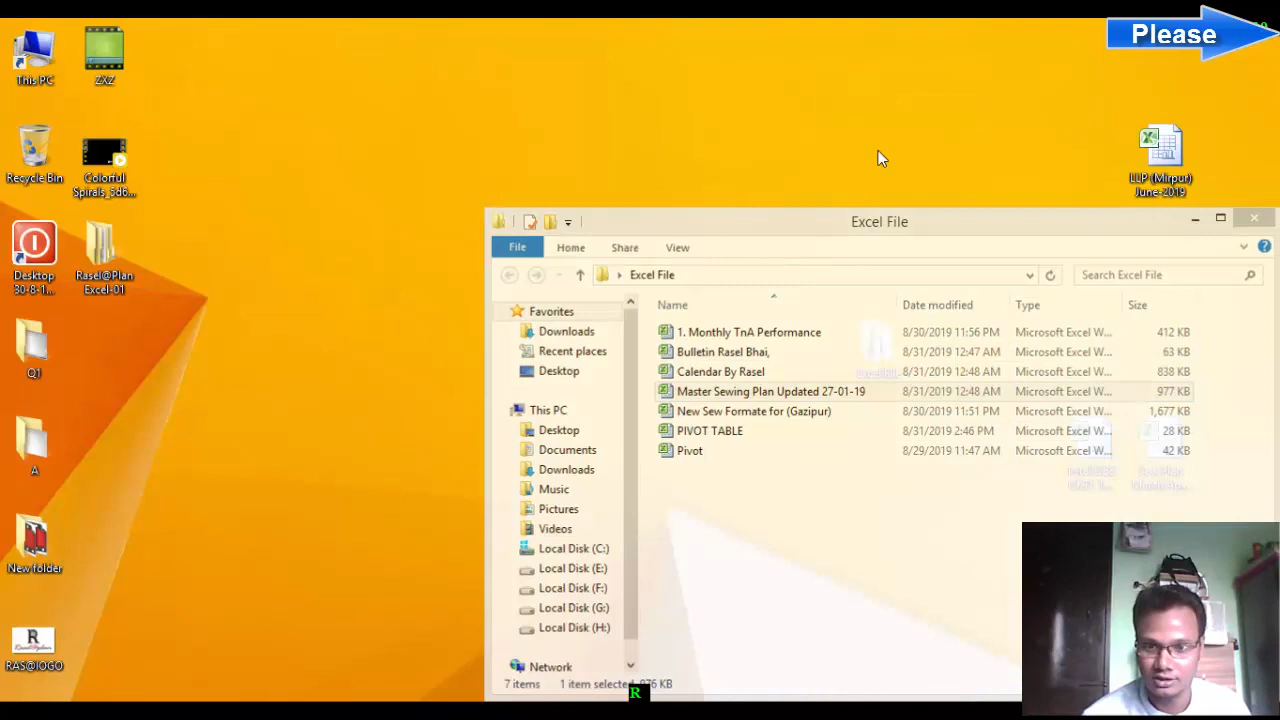 Please
This PC
ZXZ
Recycle Bin
Colorful
Spirals_5d6...
LLP (Mirpur)
June-2019
Desktop
30-8-1...
Rasel@Plan
Excel-01
Q1
A
New folder
R
RAS@lOGO
Excel File
File
Home
Share
View
Excel File
Search Excel File
Favorites
Downloads
Recent places
Desktop
This PC
Desktop
Documents
Downloads
Music
Pictures
Videos
Local Disk (C:)
Local Disk (E:)
Local Disk (F:)
Local Disk (G:)
Local Disk (H:)
Network
Name Date modified Type Size
1. Monthly TnA Performance 8/30/2019 11:56 PM Microsoft Excel W... 412 KB
Bulletin Rasel Bhai, 8/31/2019 12:47 AM Microsoft Excel W... 63 KB
Calendar By Rasel 8/31/2019 12:48 AM Microsoft Excel W... 838 KB
Master Sewing Plan Updated 27-01-19 8/31/2019 12:48 AM Microsoft Excel W... 977 KB
New Sew Formate for (Gazipur) 8/30/2019 11:51 PM Microsoft Excel W... 1,677 KB
PIVOT TABLE 8/31/2019 2:46 PM Microsoft Excel W... 28 KB
Pivot 8/29/2019 11:47 AM Microsoft Excel W... 42 KB
7 items 1 item selected 976 KB
R